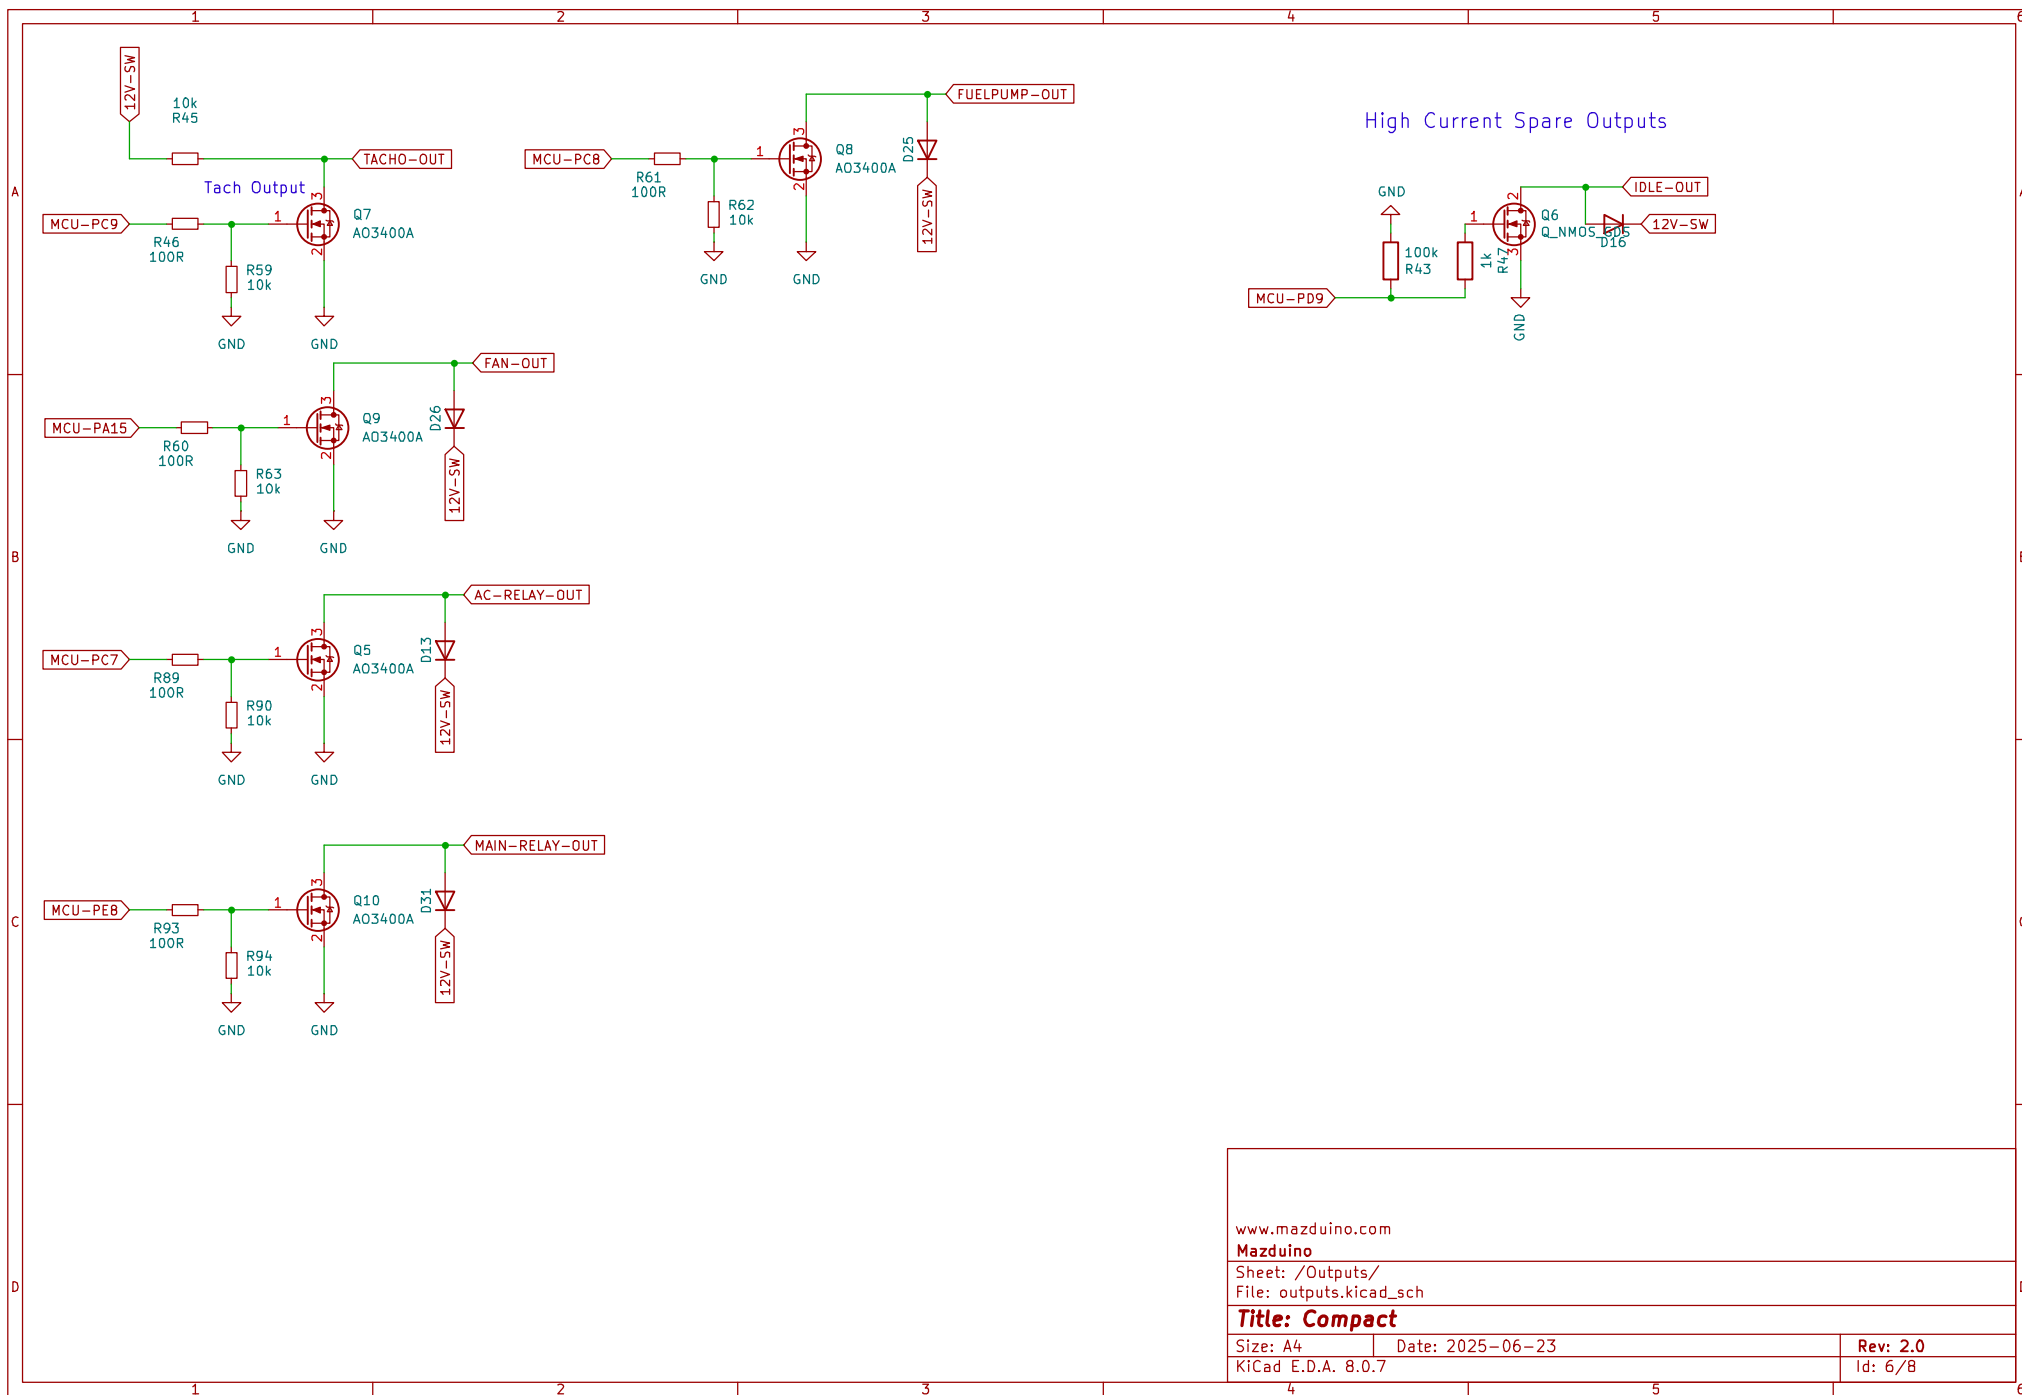 1 2 3 4 5 6
A
B
C
D
12V-SW
10k
R45
TACHO-OUT
Tach Output
MCU-PC9
R46
100R
1
3
2
Q7
AO3400A
R59
10k
GND
GND
FUELPUMP-OUT
MCU-PC8
R61
100R
1
3
2
Q8
AO3400A
D25
12V-SW
R62
10k
GND
GND
High Current Spare Outputs
GND
100k
R43
MCU-PD9
1k
R47
1
2
3
Q6
Q_NMOS_GDS
IDLE-OUT
D16
12V-SW
GND
FAN-OUT
MCU-PA15
R60
100R
1
3
2
Q9
AO3400A
D26
12V-SW
R63
10k
GND
GND
AC-RELAY-OUT
MCU-PC7
R89
100R
1
3
2
Q5
AO3400A
D13
12V-SW
R90
10k
GND
GND
MAIN-RELAY-OUT
MCU-PE8
R93
100R
1
3
2
Q10
AO3400A
D31
12V-SW
R94
10k
GND
GND
www.mazduino.com
Mazduino
Sheet: /Outputs/
File: outputs.kicad_sch
Title: Compact
Size: A4
Date: 2025-06-23
Rev: 2.0
KiCad E.D.A. 8.0.7
Id: 6/8
1 2 3 4 5 6